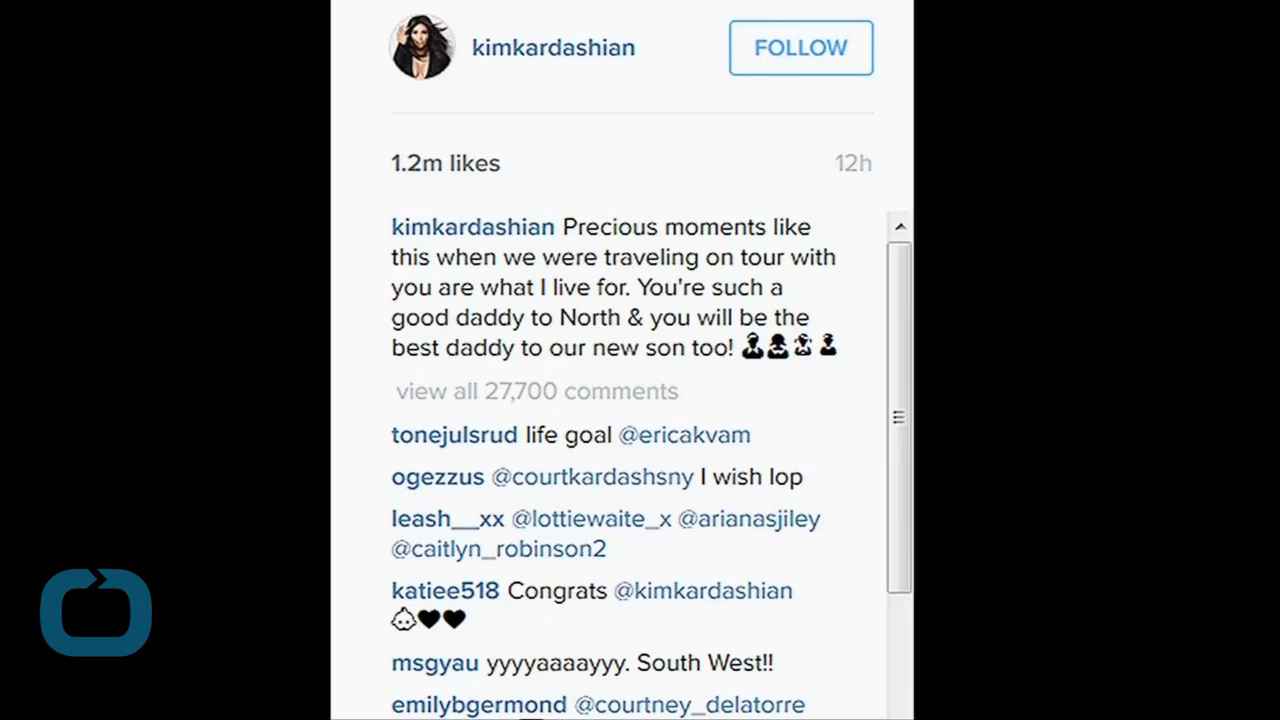 kimkardashian FOLLOW
1.2m likes 12h
kimkardashian Precious moments like
this when we were traveling on tour with
you are what I live for. You're such a
good daddy to North & you will be the
best daddy to our new son too!
view all 27,700 comments
tonejulsrud life goal @ericakvam
ogezzus @courtkardashsny I wish lop
leash__xx @lottiewaite_x @arianasjiley
@caitlyn_robinson2
katiee518 Congrats @kimkardashian
msgyau yyyyaaaayyy. South West!!
emilybgermond @courtney_delatorre